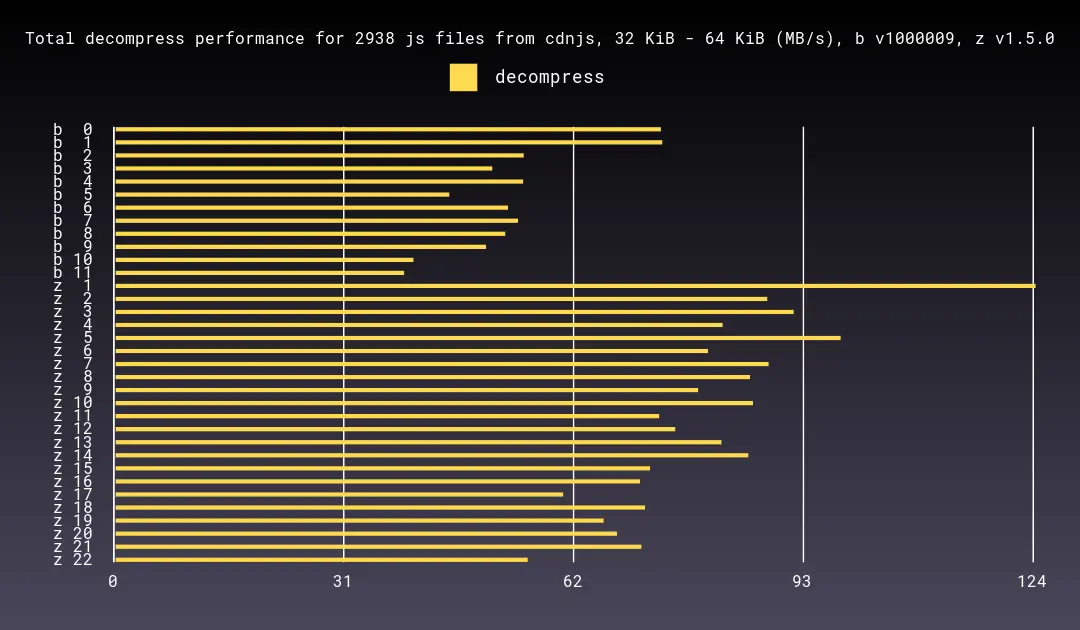 Total decompress performance for 2938 js files from cdnjs, 32 KiB - 64 KiB (MB/s), b v1000009, z v1.5.0
decompress
b 0
b 1
b 2
b 3
b 4
b 5
b 6
b 7
b 8
b 9
b 10
b 11
z 1
z 2
z 3
z 4
z 5
z 6
z 7
z 8
z 9
z 10
z 11
z 12
z 13
z 14
z 15
z 16
z 17
z 18
z 19
z 20
z 21
z 22
0 31 62 93 124